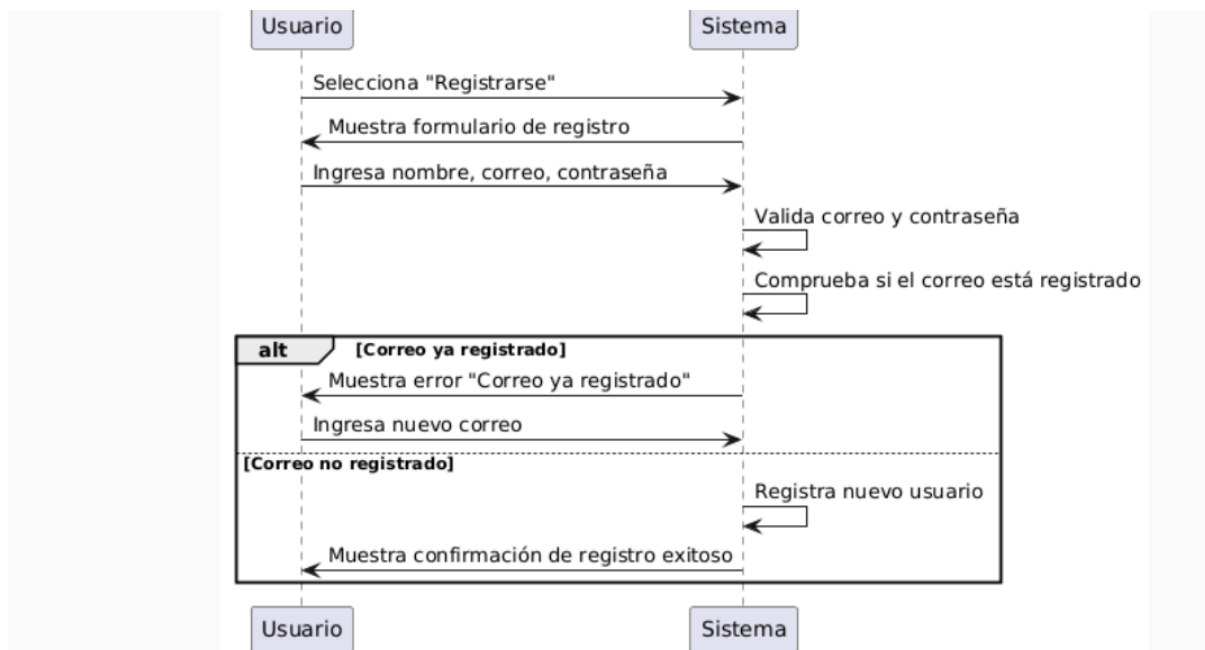 Usuario Sistema
Selecciona "Registrarse"
Muestra formulario de registro
Ingresa nombre, correo, contraseña
Valida correo y contraseña
Comprueba si el correo está registrado
alt [Correo ya registrado]
Muestra error "Correo ya registrado"
Ingresa nuevo correo
[Correo no registrado]
Registra nuevo usuario
Muestra confirmación de registro exitoso
Usuario Sistema